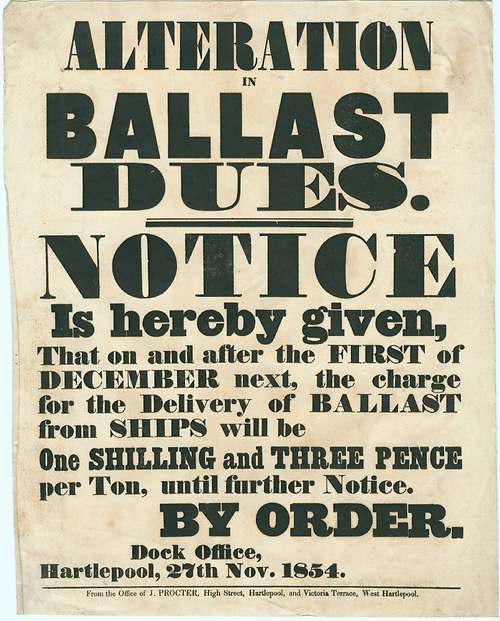 ALTERATION
IN
BALLAST
DUES.
NOTICE
Is hereby given,
That on and after the FIRST of
DECEMBER next, the charge
for the Delivery of BALLAST
from SHIPS will be
One SHILLING and THREE PENCE
per Ton, until further Notice.
BY ORDER.
Dock Office,
Hartlepool, 27th Nov. 1854.
From the Office of J. PROCTER, High Street, Hartlepool, and Victoria Terrace, West Hartlepool.